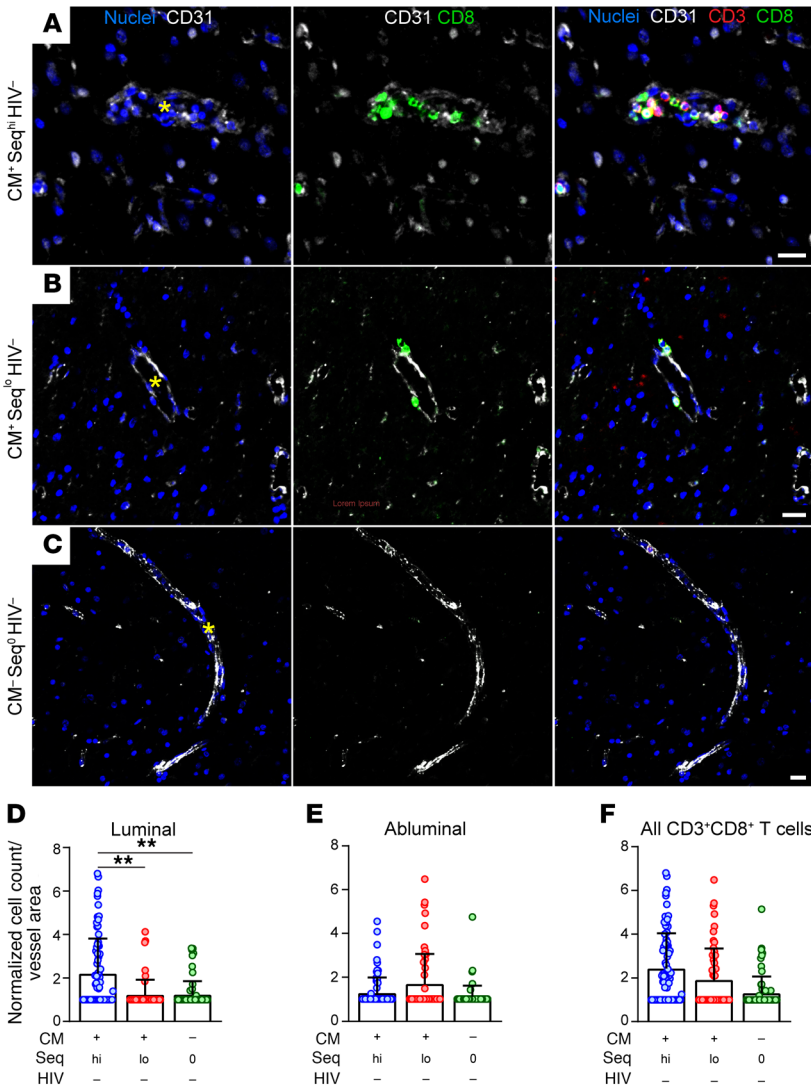 A
Nuclei CD31
CD31 CD8
Nuclei CD31 CD3 CD8
CM⁺ Seqʰⁱ HIV⁻
B
CM⁺ Seqˡᵒ HIV⁻
Lorem Ipsum
C
CM⁻ Seq⁰ HIV⁻
*
*
*
D
Luminal
Normalized cell count/
vessel area
8
6
4
2
0
**
**
CM + + –
Seq hi lo 0
HIV – – –
E
Abluminal
8
6
4
2
0
+ + –
hi lo 0
– – –
F
All CD3⁺CD8⁺ T cells
8
6
4
2
0
CM + + –
Seq hi lo 0
HIV – – –